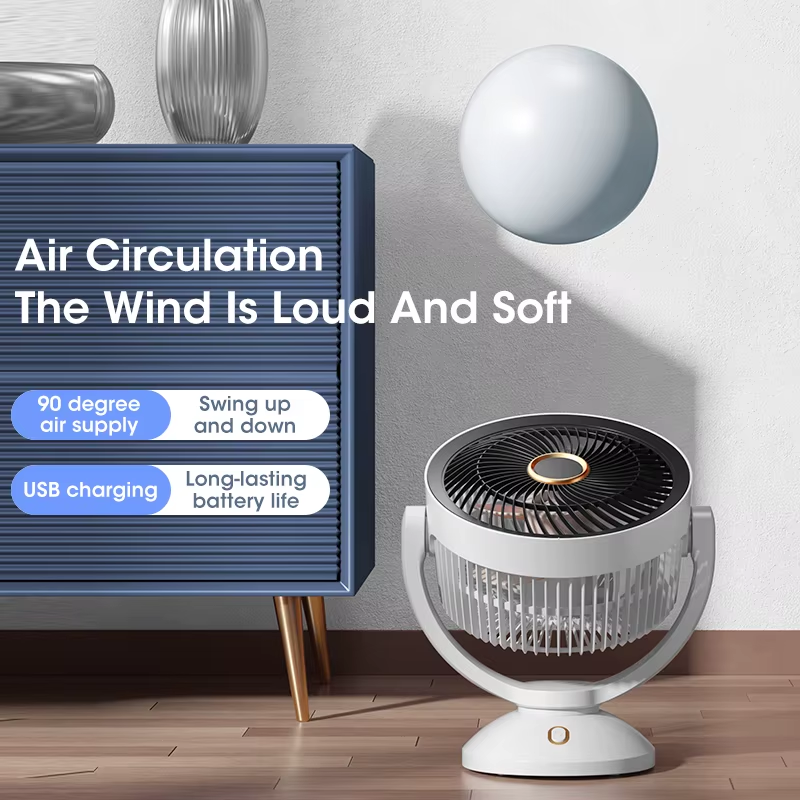 Air Circulation
The Wind Is Loud And Soft
90 degree
air supply
Swing up
and down
USB charging
Long-lasting
battery life